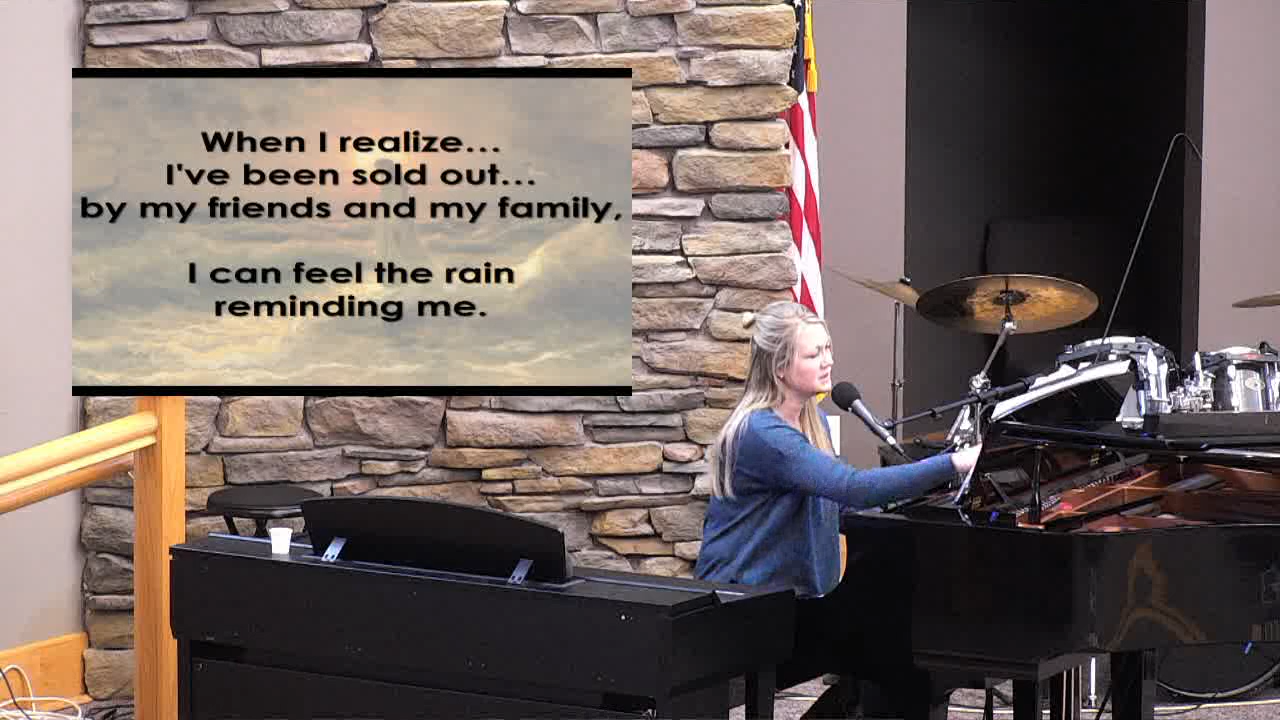 When I realize...
I've been sold out...
by my friends and my family,
I can feel the rain
reminding me.